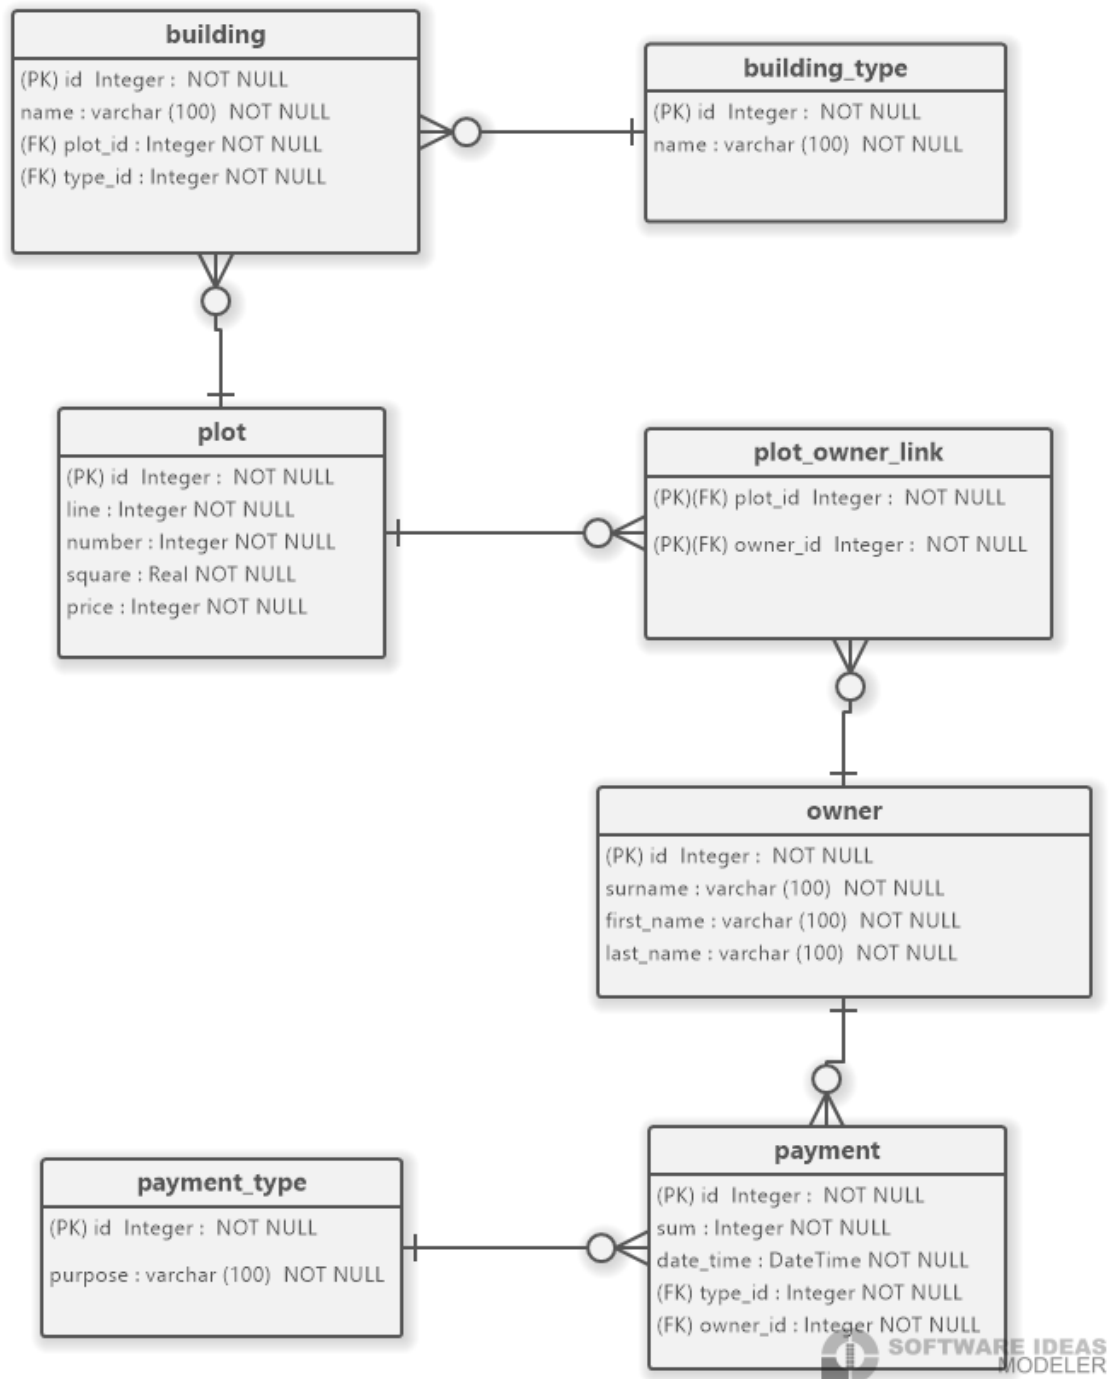 building
(PK) id Integer : NOT NULL
name : varchar (100) NOT NULL
(FK) plot_id : Integer NOT NULL
(FK) type_id : Integer NOT NULL
building_type
(PK) id Integer : NOT NULL
name : varchar (100) NOT NULL
plot
(PK) id Integer : NOT NULL
line : Integer NOT NULL
number : Integer NOT NULL
square : Real NOT NULL
price : Integer NOT NULL
plot_owner_link
(PK)(FK) plot_id Integer : NOT NULL
(PK)(FK) owner_id Integer : NOT NULL
owner
(PK) id Integer : NOT NULL
surname : varchar (100) NOT NULL
first_name : varchar (100) NOT NULL
last_name : varchar (100) NOT NULL
payment_type
(PK) id Integer : NOT NULL
purpose : varchar (100) NOT NULL
payment
(PK) id Integer : NOT NULL
sum : Integer NOT NULL
date_time : DateTime NOT NULL
(FK) type_id : Integer NOT NULL
(FK) owner_id : Integer NOT NULL
SOFTWARE IDEAS
MODELER